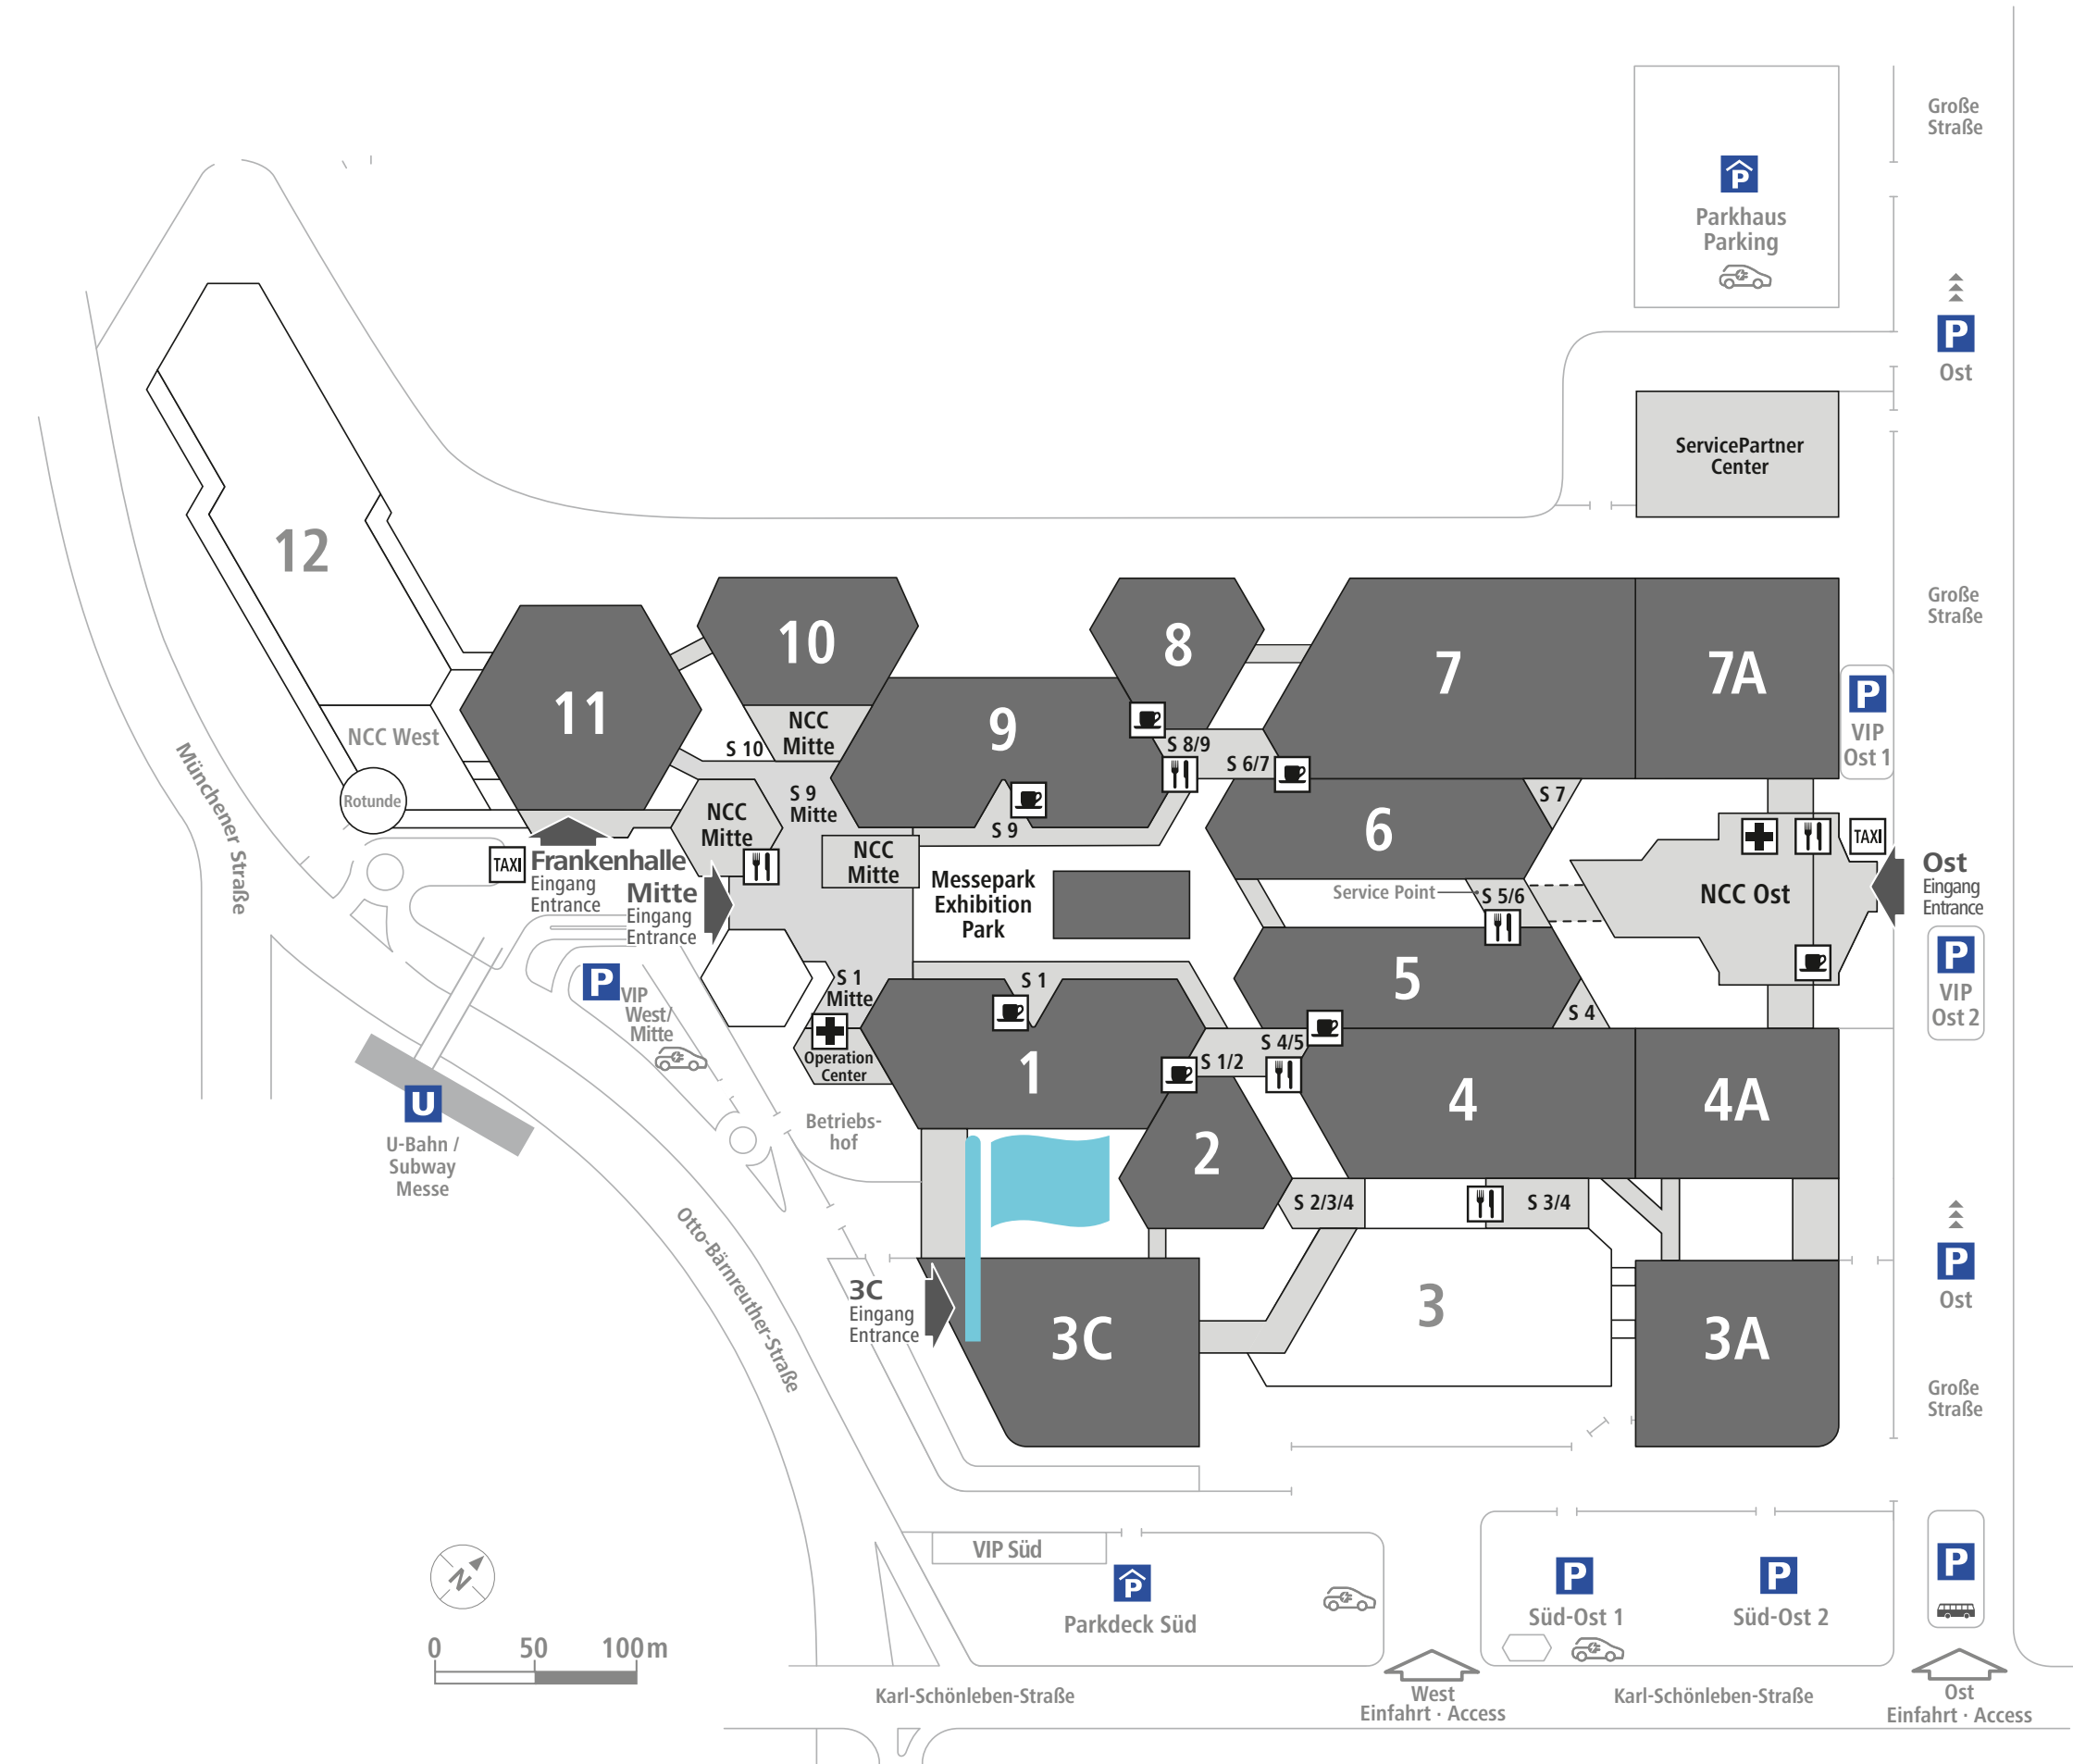 Große
Straße
P
Parkhaus
Parking
P
Ost
ServicePartner
Center
12
Große
Straße
10
8
7
7A
11
9
P
VIP
Ost 1
NCC West
NCC
Mitte
S 10
S 8/9
S 6/7
Rotunde
S 9
Mitte
S 7
NCC
Mitte
S 9
6
Münchener Straße
TAXI
Frankenhalle
Eingang
Entrance
Mitte
Eingang
Entrance
NCC
Mitte
Messepark
Exhibition
Park
Service Point
S 5/6
NCC Ost
TAXI
Ost
Eingang
Entrance
P
VIP
Ost 2
P
VIP
West/
Mitte
S 1
Mitte
S 1
5
S 4
Operation
Center
1
S 1/2
S 4/5
4
4A
U
U-Bahn /
Subway
Messe
Betriebs-
hof
2
S 2/3/4
S 3/4
Otto-Bärnreuther-Straße
3C
Eingang
Entrance
3C
3
3A
P
Ost
Große
Straße
N
0 50 100 m
VIP Süd
P
Parkdeck Süd
P
Süd-Ost 1
P
Süd-Ost 2
P
Karl-Schönleben-Straße
West
Einfahrt · Access
Karl-Schönleben-Straße
Ost
Einfahrt · Access